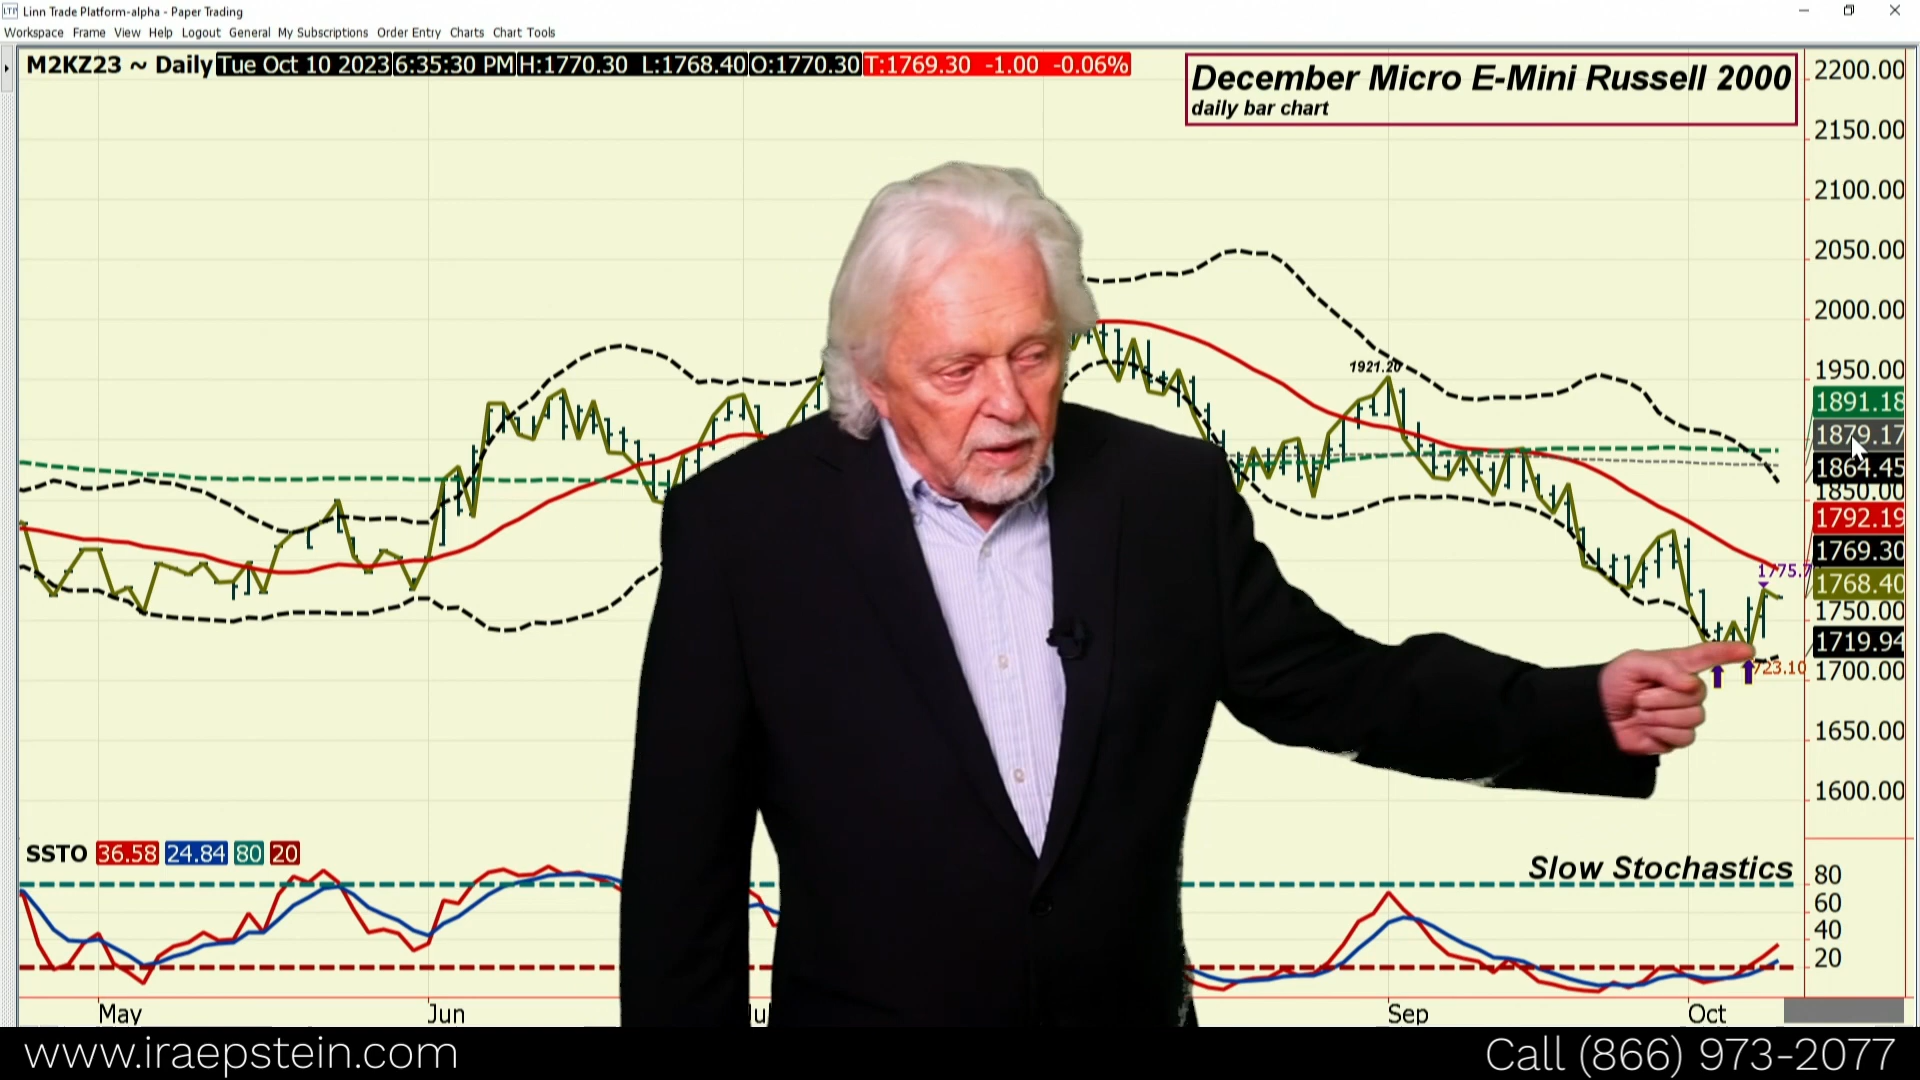 LTP Linn Trade Platform-alpha - Paper Trading
Workspace Frame View Help Logout General My Subscriptions Order Entry Charts Chart Tools
M2KZ23 ~ Daily Tue Oct 10 2023 6:35:30 PM H:1770.30 L:1768.40 O:1770.30 T:1769.30 -1.00 -0.06%
December Micro E-Mini Russell 2000
daily bar chart
2200.00
2150.00
2100.00
2050.00
2000.00
1921.20
1950.00
1891.18
1879.17
1864.45
1850.00
1792.19
1769.30
1775.7
1768.40
1750.00
1719.94
723.10
1700.00
1650.00
1600.00
SSTO 36.58 24.84 80 20
Slow Stochastics
80
60
40
20
May Jun Sep Oct
www.iraepstein.com
Call (866) 973-2077